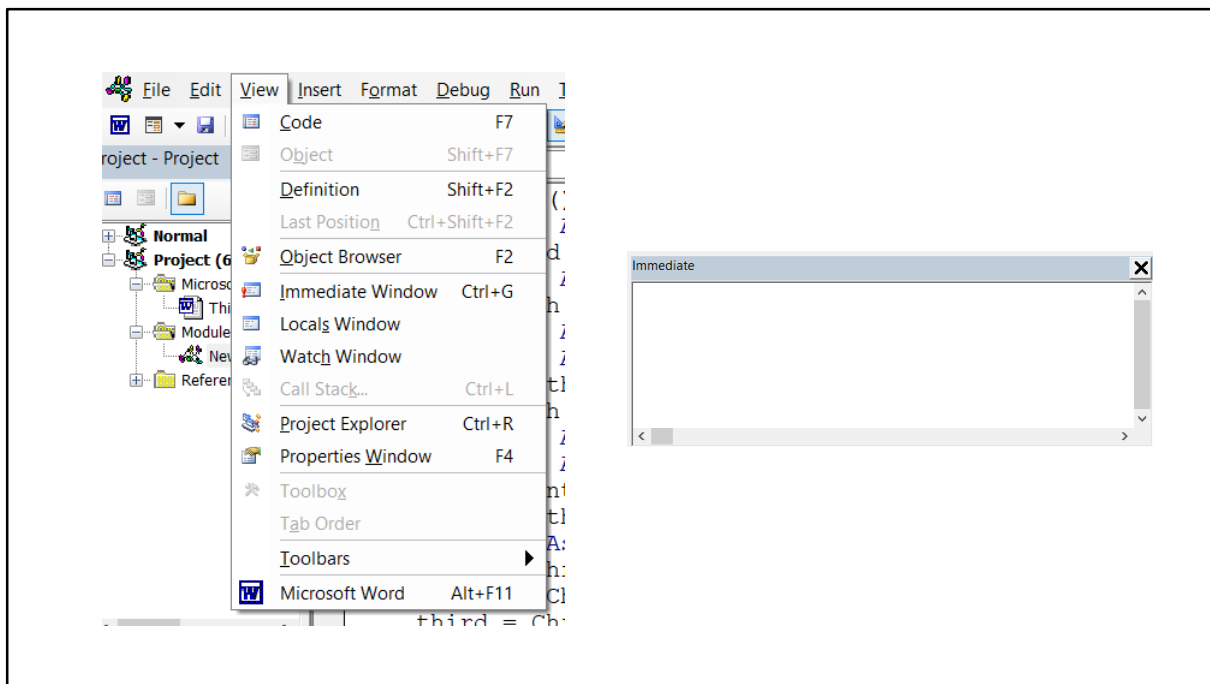 File Edit View Insert Format Debug Run
roject - Project
Code F7
Object Shift+F7
Definition Shift+F2
Last Position Ctrl+Shift+F2
Normal
Object Browser F2
Project (6
Immediate Window Ctrl+G
Microso
Locals Window
Thi
Module
Watch Window
New
Call Stack... Ctrl+L
Referen
Project Explorer Ctrl+R
Properties Window F4
Toolbox
Tab Order
Toolbars
Microsoft Word Alt+F11
third = Ch
Immediate